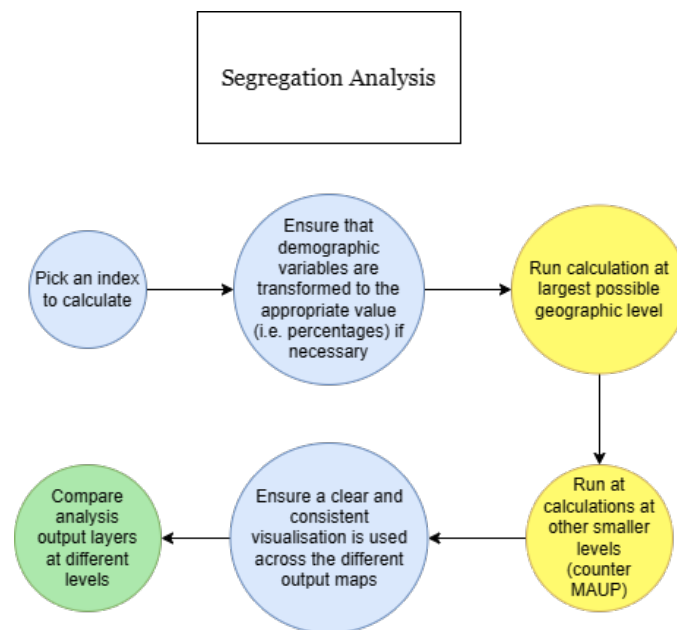 Segregation Analysis
Pick an index
to calculate
Ensure that
demographic
variables are
transformed to the
appropriate value
(i.e. percentages) if
necessary
Run calculation at
largest possible
geographic level
Run at
calculations at
other smaller
levels
(counter
MAUP)
Ensure a clear and
consistent
visualisation is used
across the different
output maps
Compare
analysis
output layers
at different
levels